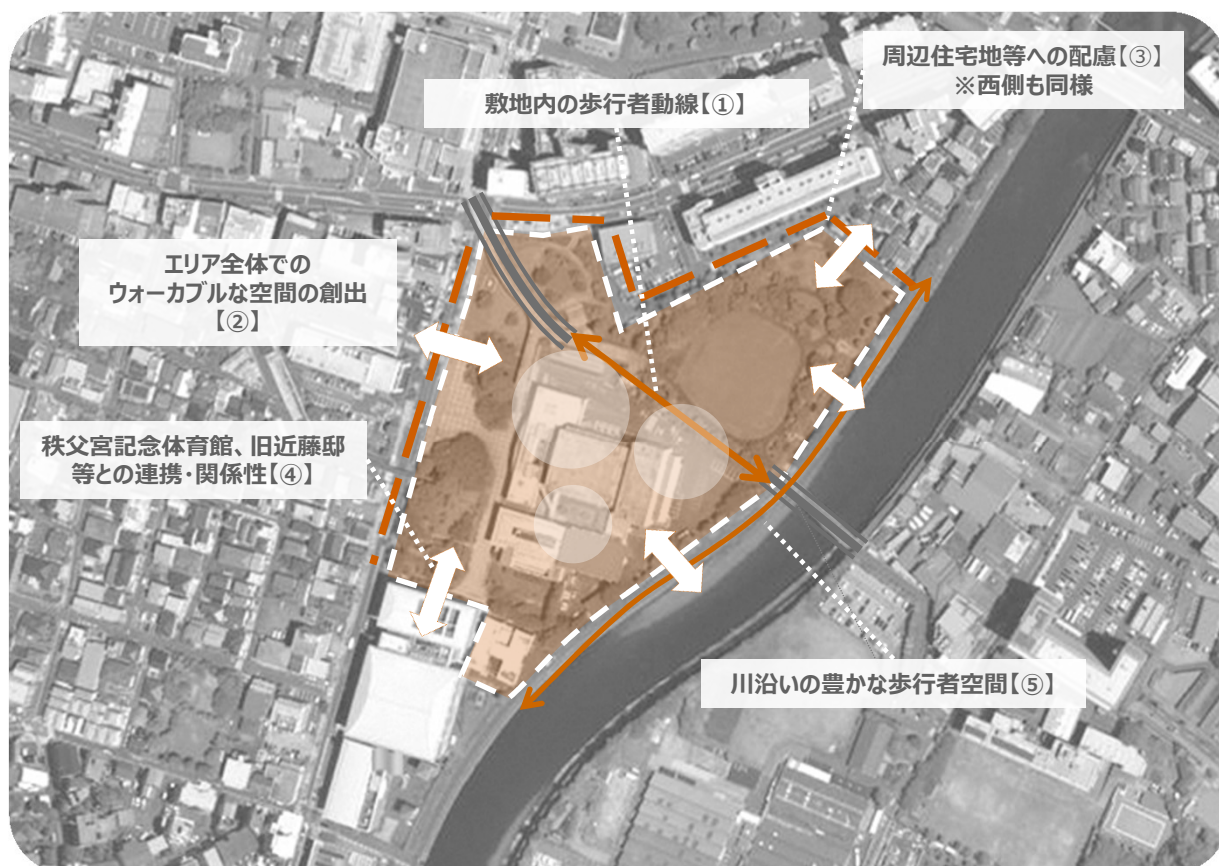 周辺住宅地等への配慮【③】
※西側も同様
敷地内の歩行者動線【①】
エリア全体での
ウォーカブルな空間の創出
【②】
秩父宮記念体育館、旧近藤邸
等との連携・関係性【④】
川沿いの豊かな歩行者空間【⑤】